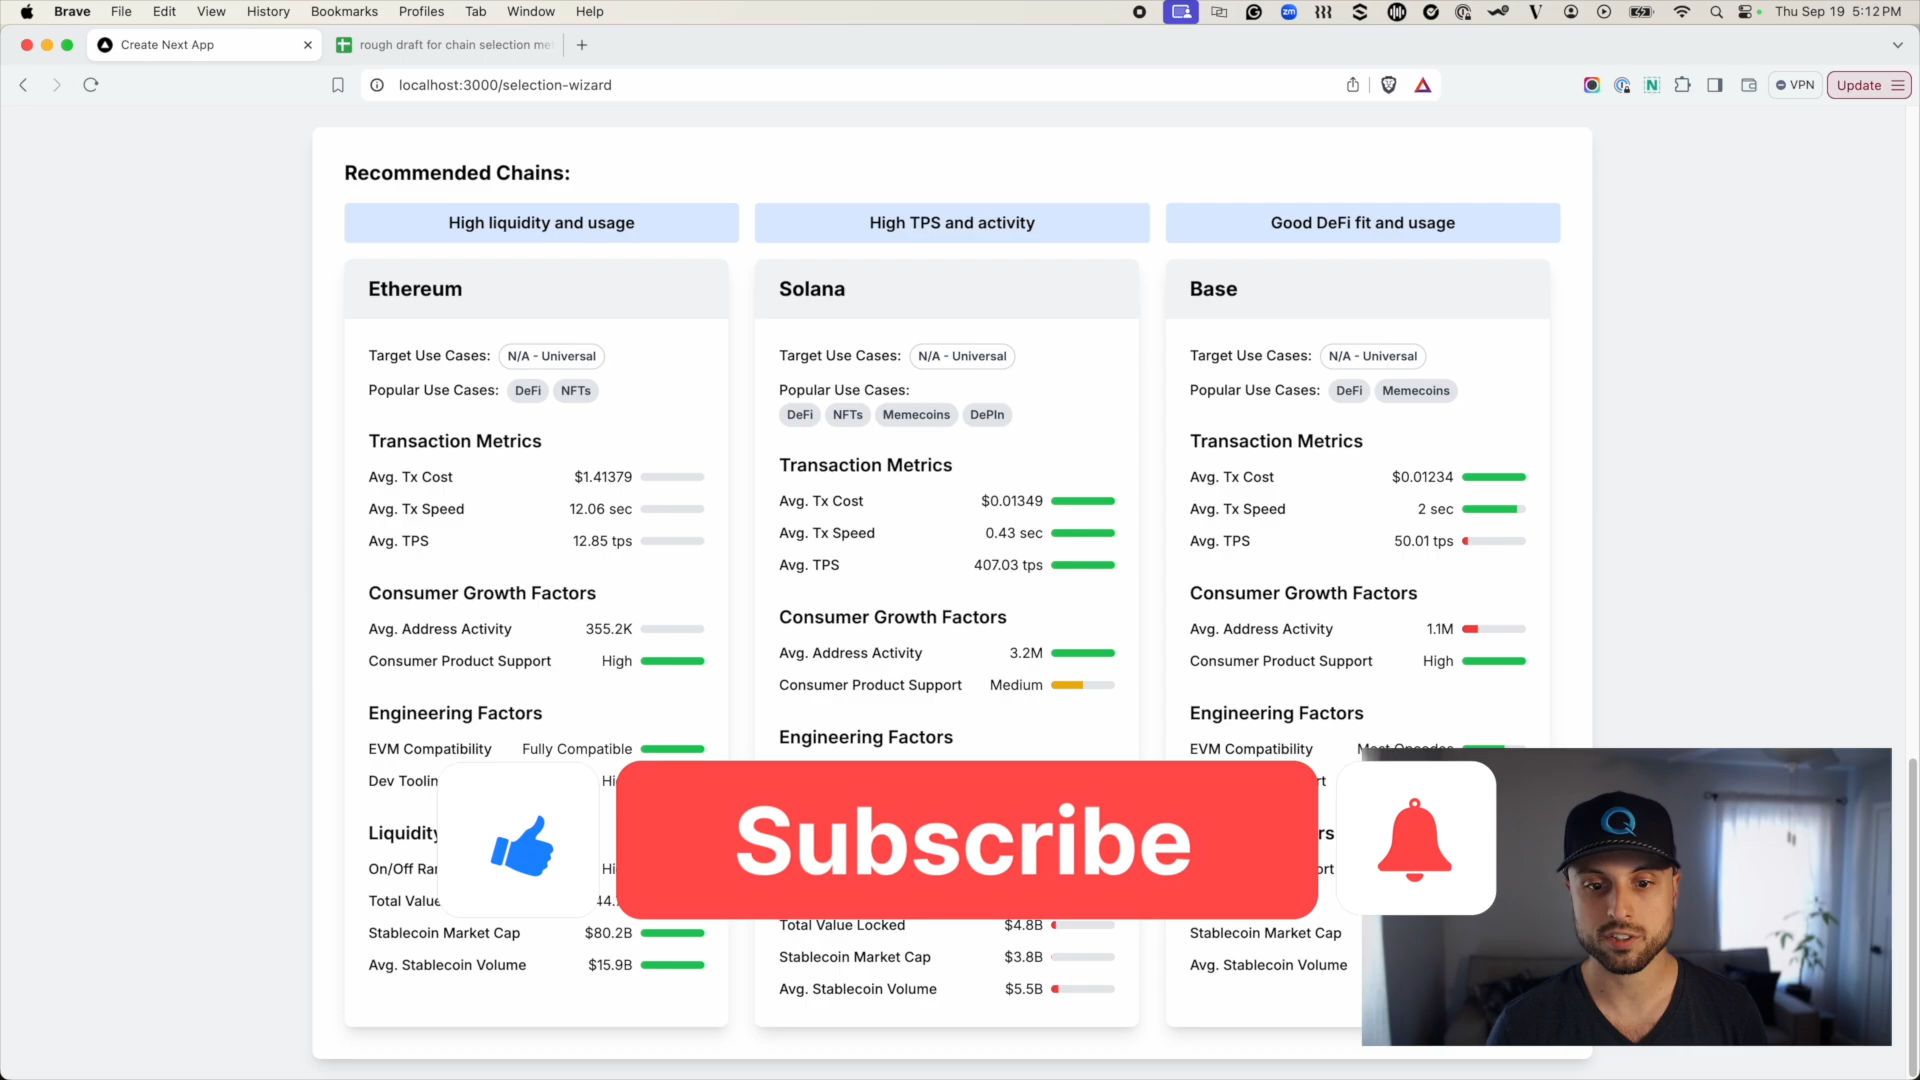 Brave File Edit View History Bookmarks Profiles Tab Window Help
zm
Thu Sep 19 5:12 PM
Create Next App
rough draft for chain selection me
localhost:3000/selection-wizard
VPN
Update
Recommended Chains:
High liquidity and usage
High TPS and activity
Good DeFi fit and usage
Ethereum
Target Use Cases: N/A - Universal
Popular Use Cases: DeFi NFTs
Transaction Metrics
Avg. Tx Cost $1.41379
Avg. Tx Speed 12.06 sec
Avg. TPS 12.85 tps
Consumer Growth Factors
Avg. Address Activity 355.2K
Consumer Product Support High
Engineering Factors
EVM Compatibility Fully Compatible
Dev
Stablecoin Market Cap $80.2B
Avg. Stablecoin Volume $15.9B
Solana
Target Use Cases: N/A - Universal
Popular Use Cases:
DeFi NFTs Memecoins DePIn
Transaction Metrics
Avg. Tx Cost $0.01349
Avg. Tx Speed 0.43 sec
Avg. TPS 407.03 tps
Consumer Growth Factors
Avg. Address Activity 3.2M
Consumer Product Support Medium
Engineering Factors
Total Value Locked $4.8B
Stablecoin Market Cap $3.8B
Avg. Stablecoin Volume $5.5B
Base
Target Use Cases: N/A - Universal
Popular Use Cases: DeFi Memecoins
Transaction Metrics
Avg. Tx Cost $0.01234
Avg. Tx Speed 2 sec
Avg. TPS 50.01 tps
Consumer Growth Factors
Avg. Address Activity 1.1M
Consumer Product Support High
Engineering Factors
EVM Compatibility
Stablecoin Market Cap
Avg. Stablecoin Volume
Subscribe